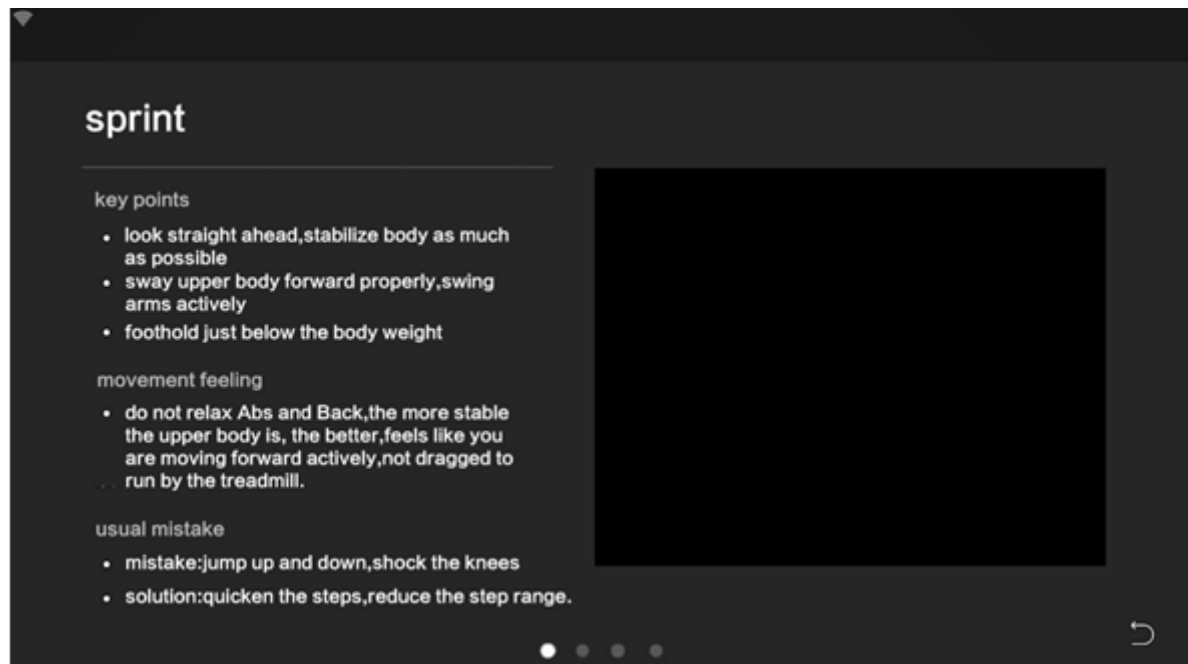 sprint
key points
• look straight ahead,stabilize body as much
as possible
• sway upper body forward properly,swing
arms actively
• foothold just below the body weight
movement feeling
• do not relax Abs and Back,the more stable
the upper body is, the better,feels like you
are moving forward actively,not dragged to
run by the treadmill.
usual mistake
• mistake:jump up and down,shock the knees
• solution:quicken the steps,reduce the step range.